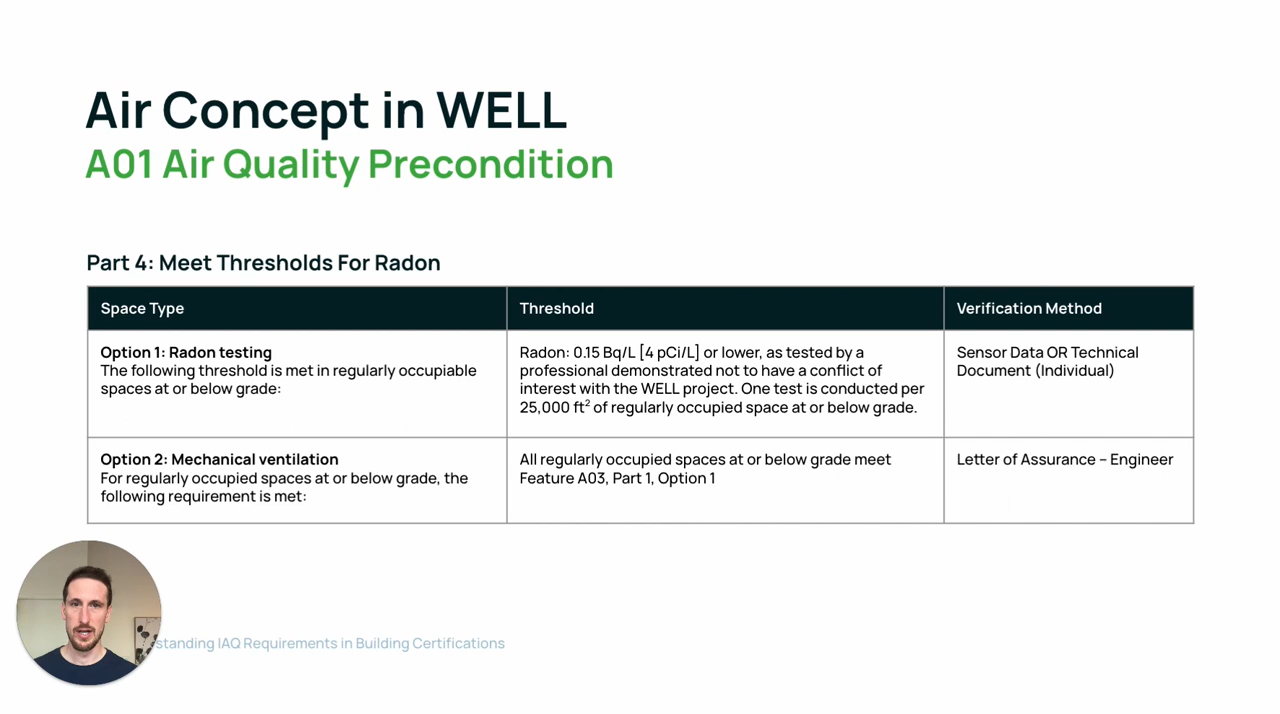 Air Concept in WELL
A01 Air Quality Precondition
Part 4: Meet Thresholds For Radon
Space Type
Threshold
Verification Method
Option 1: Radon testing
The following threshold is met in regularly occupiable
spaces at or below grade:
Radon: 0.15 Bq/L [4 pCi/L] or lower, as tested by a
professional demonstrated not to have a conflict of
interest with the WELL project. One test is conducted per
25,000 ft² of regularly occupied space at or below grade.
Sensor Data OR Technical
Document (Individual)
Option 2: Mechanical ventilation
For regularly occupied spaces at or below grade, the
following requirement is met:
All regularly occupied spaces at or below grade meet
Feature A03, Part 1, Option 1
Letter of Assurance – Engineer
standing IAQ Requirements in Building Certifications